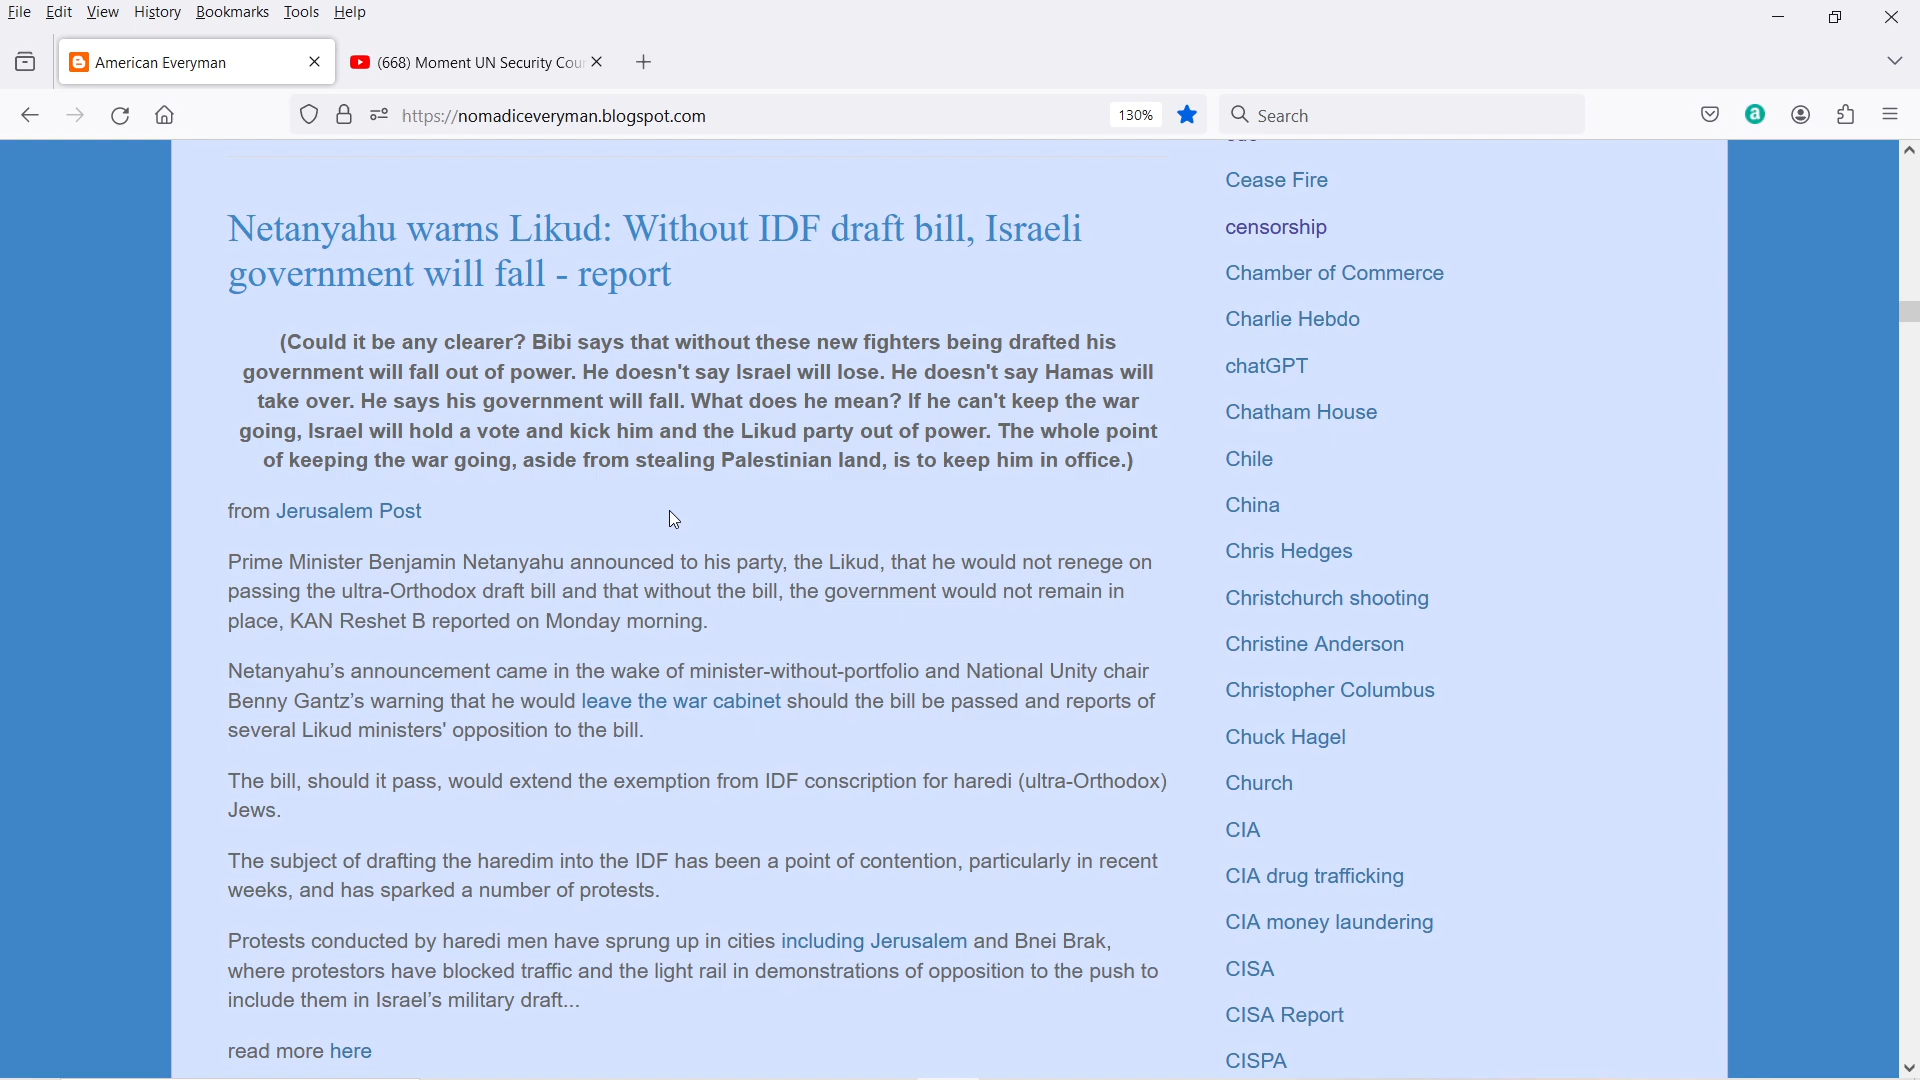 File Edit View History Bookmarks Tools Help
American Everyman
(668) Moment UN Security Cou
https://nomadiceveryman.blogspot.com
130%
Search
Netanyahu warns Likud: Without IDF draft bill, Israeli
government will fall - report
(Could it be any clearer? Bibi says that without these new fighters being drafted his
government will fall out of power. He doesn't say Israel will lose. He doesn't say Hamas will
take over. He says his government will fall. What does he mean? If he can't keep the war
going, Israel will hold a vote and kick him and the Likud party out of power. The whole point
of keeping the war going, aside from stealing Palestinian land, is to keep him in office.)
from Jerusalem Post
Prime Minister Benjamin Netanyahu announced to his party, the Likud, that he would not renege on
passing the ultra-Orthodox draft bill and that without the bill, the government would not remain in
place, KAN Reshet B reported on Monday morning.
Netanyahu's announcement came in the wake of minister-without-portfolio and National Unity chair
Benny Gantz's warning that he would leave the war cabinet should the bill be passed and reports of
several Likud ministers' opposition to the bill.
The bill, should it pass, would extend the exemption from IDF conscription for haredi (ultra-Orthodox)
Jews.
The subject of drafting the haredim into the IDF has been a point of contention, particularly in recent
weeks, and has sparked a number of protests.
Protests conducted by haredi men have sprung up in cities including Jerusalem and Bnei Brak,
where protestors have blocked traffic and the light rail in demonstrations of opposition to the push to
include them in Israel's military draft...
read more here
Cease Fire
censorship
Chamber of Commerce
Charlie Hebdo
chatGPT
Chatham House
Chile
China
Chris Hedges
Christchurch shooting
Christine Anderson
Christopher Columbus
Chuck Hagel
Church
CIA
CIA drug trafficking
CIA money laundering
CISA
CISA Report
CISPA